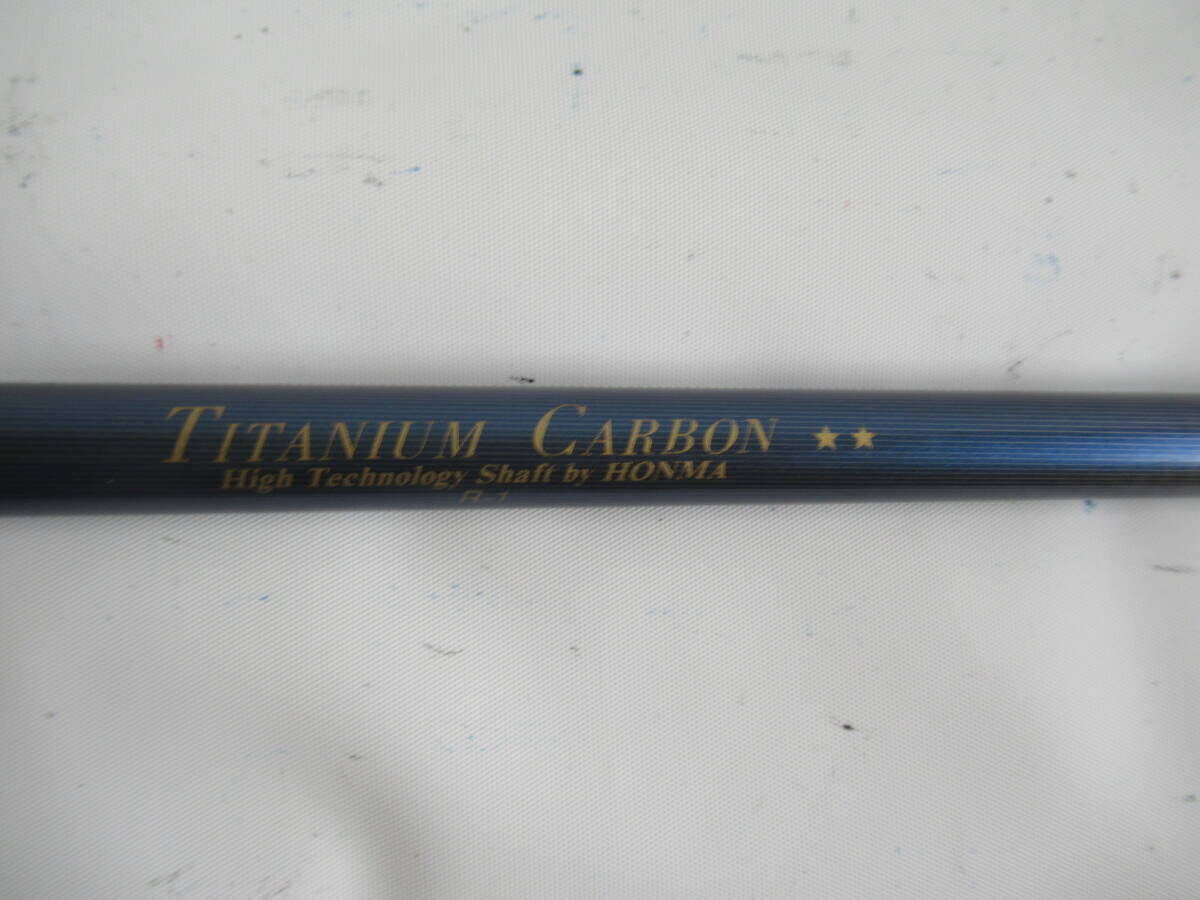 TITANIUM CARBON ★★
High Technology Shaft by HONMA
R-1